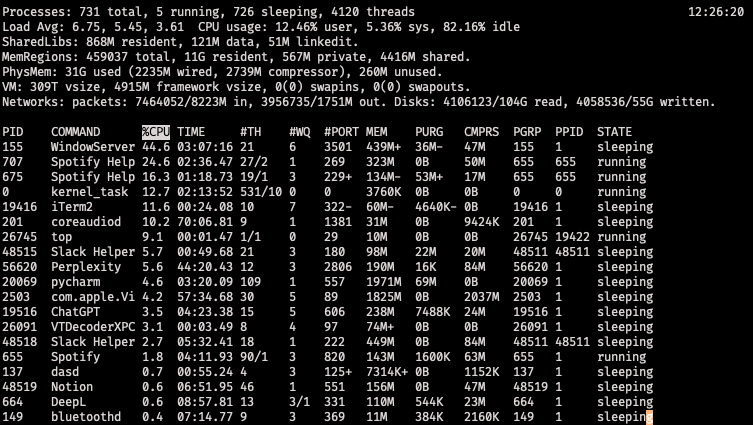 Processes: 731 total, 5 running, 726 sleeping, 4120 threads 12:26:20
Load Avg: 6.75, 5.45, 3.61 CPU usage: 12.46% user, 5.36% sys, 82.16% idle
SharedLibs: 868M resident, 121M data, 51M linkedit.
MemRegions: 459037 total, 11G resident, 567M private, 4416M shared.
PhysMem: 31G used (2235M wired, 2739M compressor), 260M unused.
VM: 309T vsize, 4915M framework vsize, 0(0) swapins, 0(0) swapouts.
Networks: packets: 7464052/8223M in, 3956735/1751M out. Disks: 4106123/104G read, 4058536/55G written.
PID COMMAND %CPU TIME #TH #WQ #PORT MEM PURG CMPRS PGRP PPID STATE
155 WindowServer 44.6 03:07:16 21 6 3501 439M+ 36M- 47M 155 1 sleeping
707 Spotify Help 24.6 02:36.47 27/2 1 269 323M 0B 50M 655 655 running
675 Spotify Help 16.3 01:18.73 19/1 3 229+ 134M- 53M+ 17M 655 655 running
0 kernel_task 12.7 02:13:52 531/10 0 0 3760K 0B 0B 0 0 running
19416 iTerm2 11.6 00:24.08 10 7 322- 60M- 4640K- 0B 19416 1 sleeping
201 coreaudiod 10.2 70:06.81 9 1 1381 31M 0B 9424K 201 1 sleeping
26745 top 9.1 00:01.47 1/1 0 29 10M 0B 0B 26745 19422 running
48515 Slack Helper 5.7 00:49.68 21 3 180 98M 22M 20M 48511 48511 sleeping
56620 Perplexity 5.6 44:20.43 12 3 2806 190M 16K 84M 56620 1 sleeping
20069 pycharm 4.6 03:20.09 109 1 557 1971M 69M 0B 20069 1 sleeping
2503 com.apple.Vi 4.2 57:34.68 30 5 89 1825M 0B 2037M 2503 1 sleeping
19516 ChatGPT 3.5 04:23.38 15 5 606 238M 7488K 24M 19516 1 sleeping
26091 VTDecoderXPC 3.1 00:03.49 8 4 97 74M+ 0B 0B 26091 1 sleeping
48518 Slack Helper 2.7 05:32.41 18 1 222 449M 0B 84M 48511 48511 sleeping
655 Spotify 1.8 04:11.93 90/1 3 820 143M 1600K 63M 655 1 running
137 dasd 0.7 00:55.24 4 3 125+ 7314K+ 0B 1152K 137 1 sleeping
48519 Notion 0.6 06:51.95 46 1 551 156M 0B 47M 48519 1 sleeping
664 DeepL 0.6 08:57.81 13 3/1 331 110M 544K 23M 664 1 sleeping
149 bluetoothd 0.4 07:14.77 9 3 369 11M 384K 2160K 149 1 sleeping